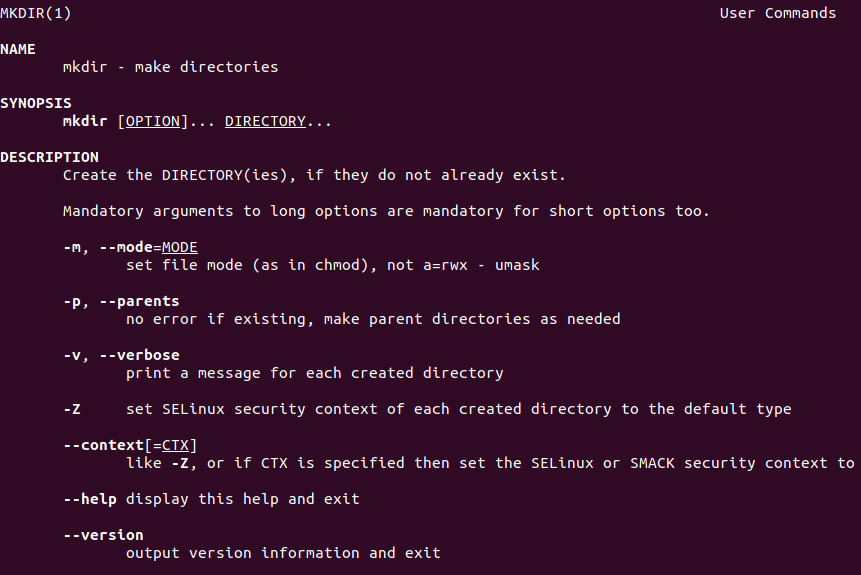 MKDIR(1) User Commands
NAME
mkdir - make directories
SYNOPSIS
mkdir [OPTION]... DIRECTORY...
DESCRIPTION
Create the DIRECTORY(ies), if they do not already exist.
Mandatory arguments to long options are mandatory for short options too.
-m, --mode=MODE
set file mode (as in chmod), not a=rwx - umask
-p, --parents
no error if existing, make parent directories as needed
-v, --verbose
print a message for each created directory
-Z set SELinux security context of each created directory to the default type
--context[=CTX]
like -Z, or if CTX is specified then set the SELinux or SMACK security context to
--help display this help and exit
--version
output version information and exit